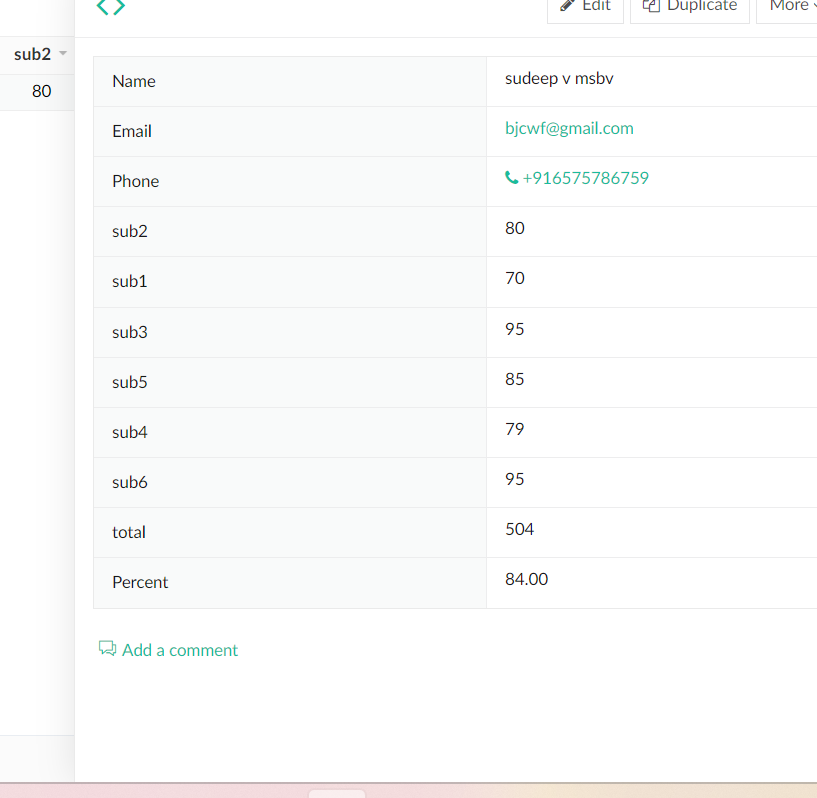 Edit Duplicate More
sub2
80
Name sudeep v msbv
Email bjcwf@gmail.com
Phone +916575786759
sub2 80
sub1 70
sub3 95
sub5 85
sub4 79
sub6 95
total 504
Percent 84.00
Add a comment